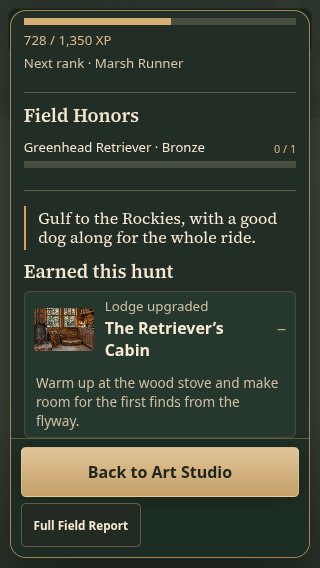 728 / 1,350 XP
Next rank · Marsh Runner
Field Honors
Greenhead Retriever · Bronze
0 / 1
Gulf to the Rockies, with a good
dog along for the whole ride.
Earned this hunt
Lodge upgraded
The Retriever’s
Cabin
–
Warm up at the wood stove and make
room for the first finds from the
flyway.
Back to Art Studio
Full Field Report